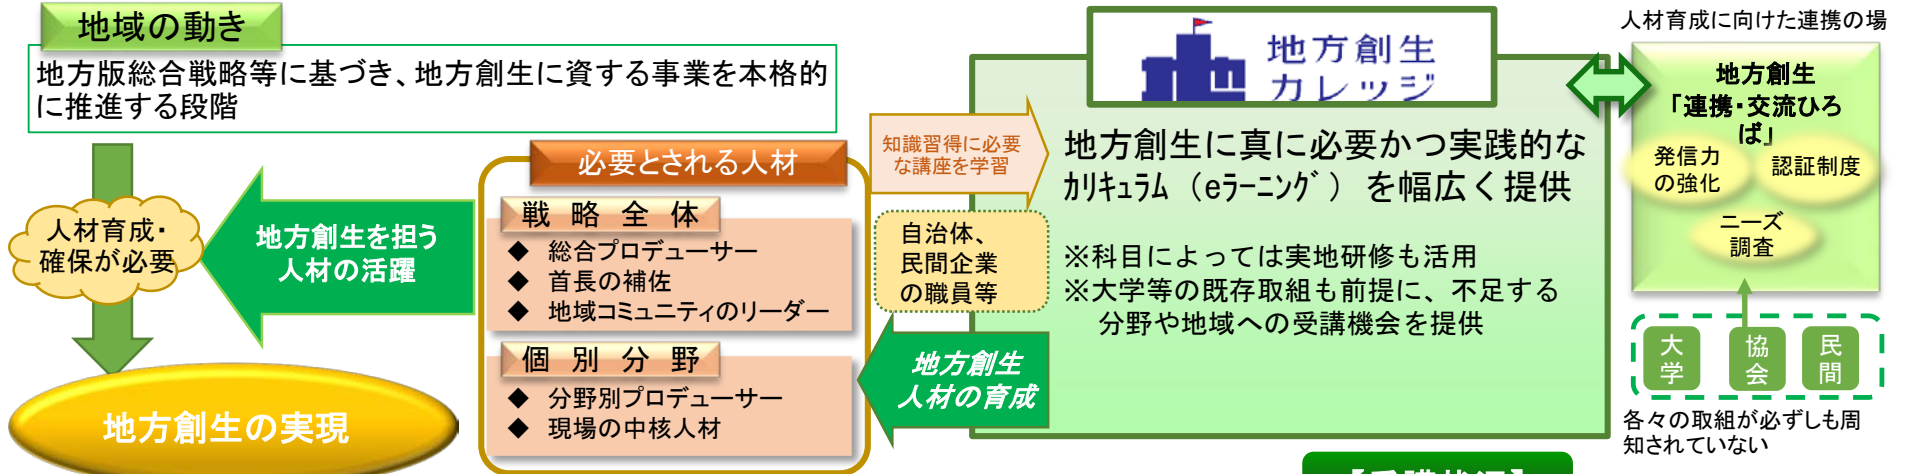 地域の動き
地方版総合戦略等に基づき、地方創生に資する事業を本格的
に推進する段階
人材育成・
確保が必要
地方創生を担う
人材の活躍
地方創生の実現
必要とされる人材
戦略全体
◆ 総合プロデューサー
◆ 首長の補佐
◆ 地域コミュニティのリーダー
個別分野
◆ 分野別プロデューサー
◆ 現場の中核人材
知識習得に必要
な講座を学習
自治体、
民間企業
の職員等
地方創生
人材の育成
地方創生
カレッジ
地方創生に真に必要かつ実践的な
ｶﾘｷｭﾗﾑ（eﾗｰﾆﾝｸﾞ）を幅広く提供
※科目によっては実地研修も活用
※大学等の既存取組も前提に、不足する
分野や地域への受講機会を提供
人材育成に向けた連携の場
地方創生
「連携・交流ひろ
ば」
発信力
の強化
認証制度
ニーズ
調査
大学
協会
民間
各々の取組が必ずしも周
知されていない
【受講状況】